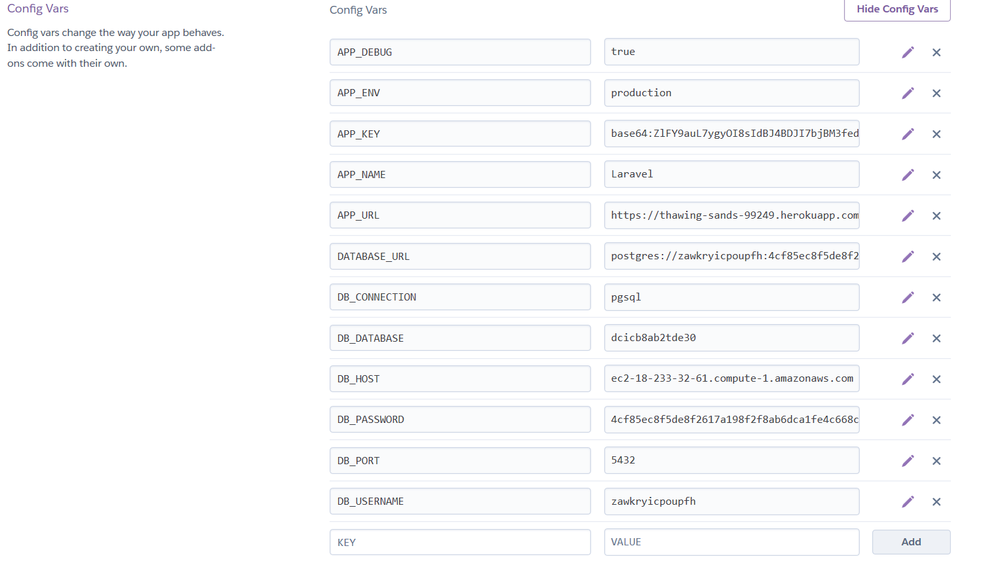 Config Vars
Config vars change the way your app behaves.
In addition to creating your own, some add-
ons come with their own.
Config Vars
Hide Config Vars
APP_DEBUG true
APP_ENV production
APP_KEY base64:ZlFY9auL7ygyOI8sIdBJ4BDJI7bjBM3fed
APP_NAME Laravel
APP_URL https://thawing-sands-99249.herokuapp.com
DATABASE_URL postgres://zawkryicpoupfh:4cf85ec8f5de8f2
DB_CONNECTION pgsql
DB_DATABASE dcicb8ab2tde30
DB_HOST ec2-18-233-32-61.compute-1.amazonaws.com
DB_PASSWORD 4cf85ec8f5de8f2617a198f2f8ab6dca1fe4c668c
DB_PORT 5432
DB_USERNAME zawkryicpoupfh
KEY VALUE Add